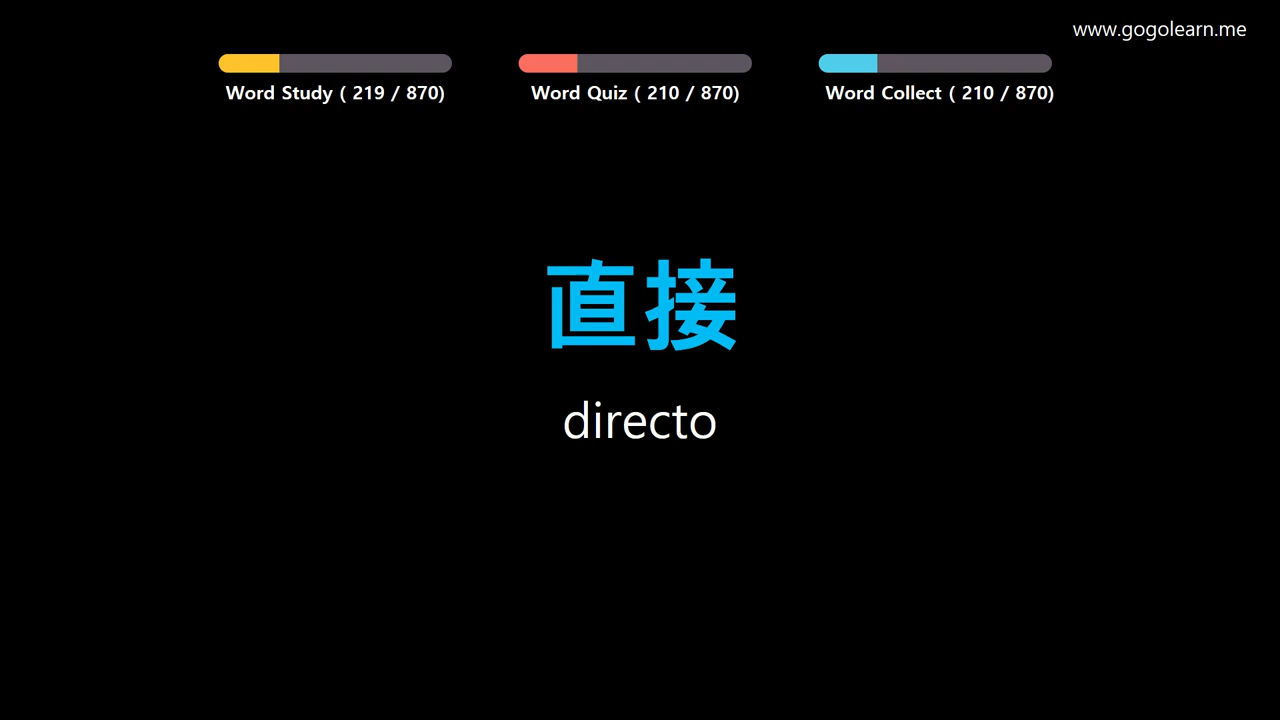 www.gogolearn.me
Word Study ( 219 / 870)
Word Quiz ( 210 / 870)
Word Collect ( 210 / 870)
直接
directo